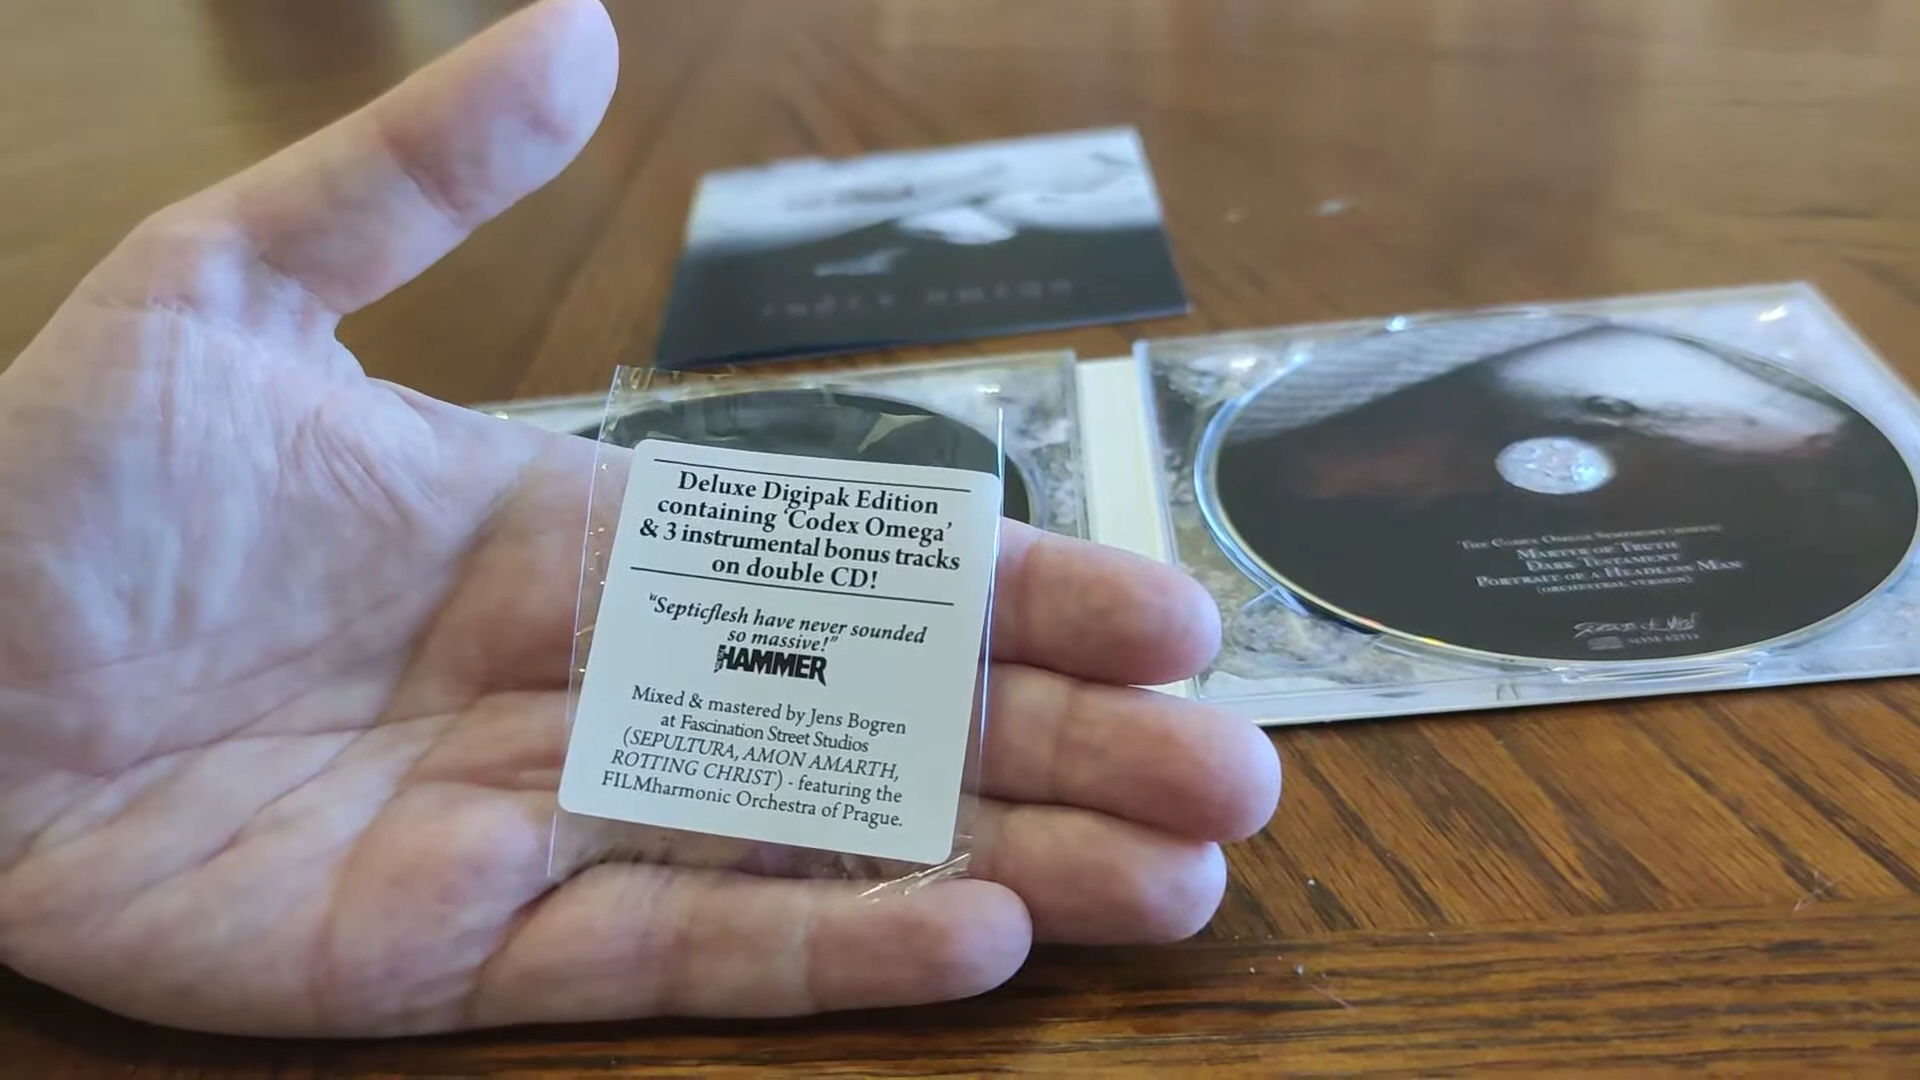 Deluxe Digipak Edition
containing ‘Codex Omega’
& 3 instrumental bonus tracks
on double CD!
“Septicflesh have never sounded
so massive!”
HAMMER
Mixed & mastered by Jens Bogren
at Fascination Street Studios
(SEPULTURA, AMON AMARTH,
ROTTING CHRIST) - featuring the
FILMharmonic Orchestra of Prague.
CODEX OMEGA
Martyr of Truth
Dark Testament
Portrait of a Headless Man
(orchestral version)